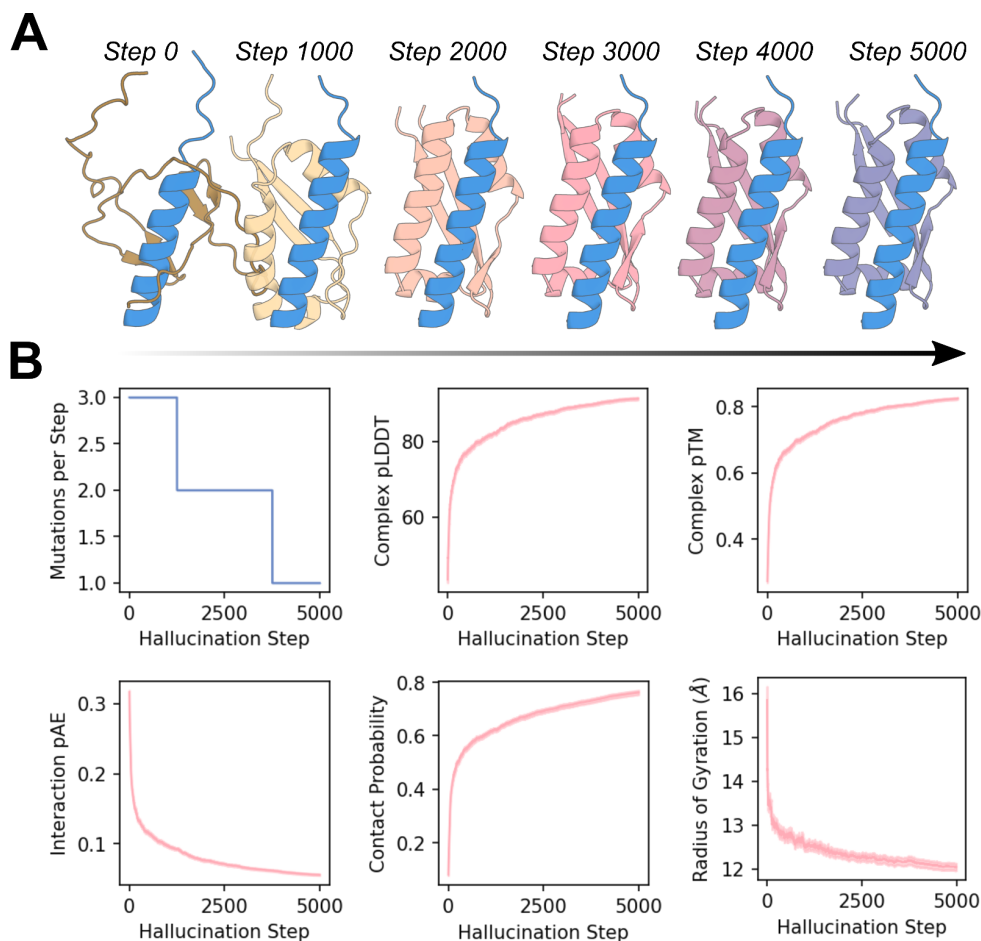 A
Step 0
Step 1000
Step 2000
Step 3000
Step 4000
Step 5000
B
Mutations per Step
3.0
2.5
2.0
1.5
1.0
0
2500
5000
Hallucination Step
Complex pLDDT
80
60
0
2500
5000
Hallucination Step
Complex pTM
0.8
0.6
0.4
0
2500
5000
Hallucination Step
Interaction pAE
0.3
0.2
0.1
0
2500
5000
Hallucination Step
Contact Probability
0.8
0.6
0.4
0.2
0
2500
5000
Hallucination Step
Radius of Gyration (Å)
16
15
14
13
12
0
2500
5000
Hallucination Step